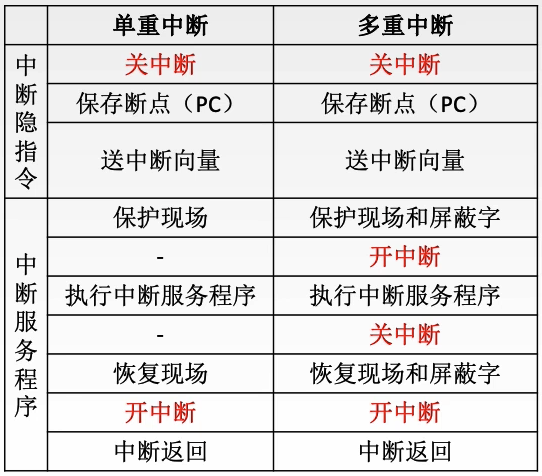 单重中断 多重中断
中断隐指令
关中断 关中断
保存断点（PC） 保存断点（PC）
送中断向量 送中断向量
中断服务程序
保护现场 保护现场和屏蔽字
- 开中断
执行中断服务程序 执行中断服务程序
- 关中断
恢复现场 恢复现场和屏蔽字
开中断 开中断
中断返回 中断返回